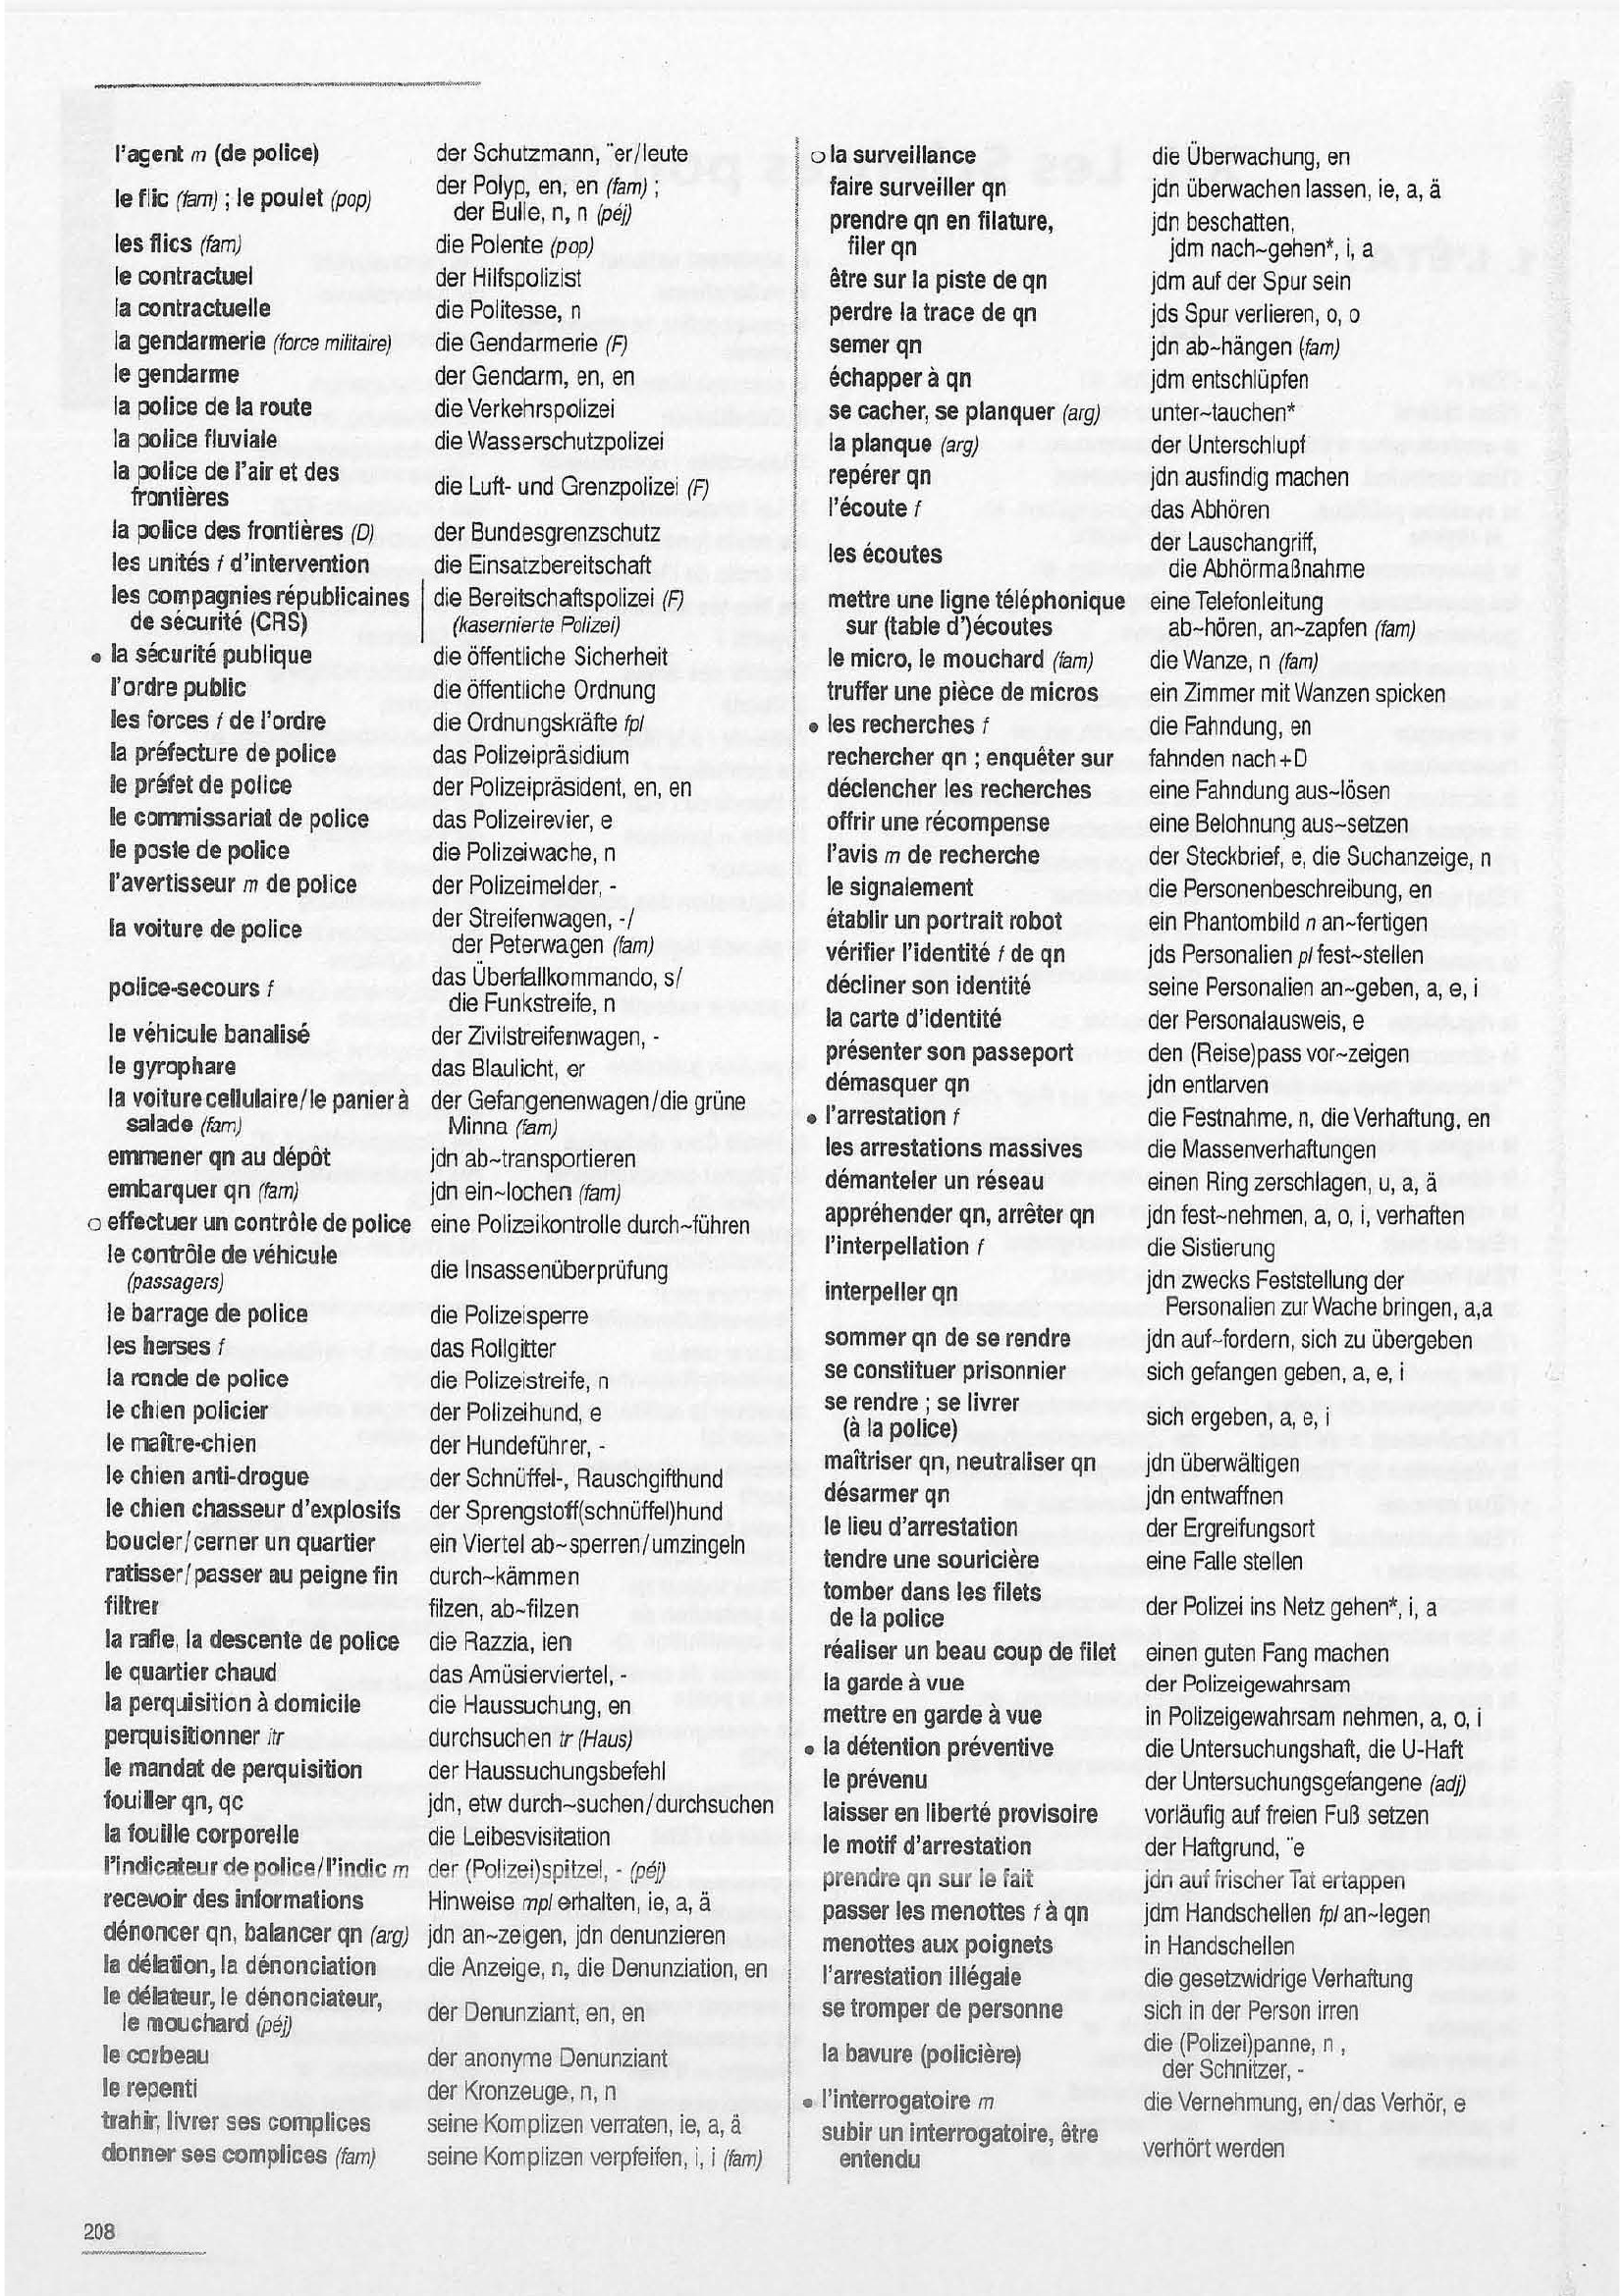 l'agent m (de police) der Schutzmann, ¨er/leute
le flic (fam) ; le poulet (pop) der Polyp, en, en (fam) ;
der Bulle, n, n (péj)
les flics (fam) die Polente (pop)
le contractuel der Hilfspolizist
la contractuelle die Politesse, n
la gendarmerie (force militaire) die Gendarmerie (F)
le gendarme der Gendarm, en, en
la police de la route die Verkehrspolizei
la police fluviale die Wasserschutzpolizei
la police de l'air et des
frontières die Luft- und Grenzpolizei (F)
la police des frontières (D) der Bundesgrenzschutz
les unités f d'intervention die Einsatzbereitschaft
les compagnies républicaines die Bereitschaftspolizei (F)
de sécurité (CRS) (kasernierte Polizei)
• la sécurité publique die öffentliche Sicherheit
l'ordre public die öffentliche Ordnung
les forces f de l'ordre die Ordnungskräfte fpl
la préfecture de police das Polizeipräsidium
le préfet de police der Polizeipräsident, en, en
le commissariat de police das Polizeirevier, e
le poste de police die Polizeiwache, n
l'avertisseur m de police der Polizeimelder, -
la voiture de police der Streifenwagen, -/
der Peterwagen (fam)
police-secours f das Überfallkommando, s/
die Funkstreife, n
le véhicule banalisé der Zivilstreifenwagen, -
le gyrophare das Blaulicht, er
la voiture cellulaire/le panier à der Gefangenenwagen/die grüne
salade (fam) Minna (fam)
emmener qn au dépôt jdn ab~transportieren
embarquer qn (fam) jdn ein~lochen (fam)
○ effectuer un contrôle de police eine Polizeikontrolle durch~führen
le contrôle de véhicule
(passagers) die Insassenüberprüfung
le barrage de police die Polizeisperre
les herses f das Rollgitter
la ronde de police die Polizeistreife, n
le chien policier der Polizeihund, e
le maître-chien der Hundeführer, -
le chien anti-drogue der Schnüffel-, Rauschgifthund
le chien chasseur d'explosifs der Sprengstoff(schnüffel)hund
boucler/cerner un quartier ein Viertel ab~sperren/umzingeln
ratisser/passer au peigne fin durch~kämmen
filtrer filzen, ab~filzen
la rafle, la descente de police die Razzia, ien
le quartier chaud das Amüsierviertel, -
la perquisition à domicile die Haussuchung, en
perquisitionner itr durchsuchen tr (Haus)
le mandat de perquisition der Haussuchungsbefehl
fouiller qn, qc jdn, etw durch~suchen/durchsuchen
la fouille corporelle die Leibesvisitation
l'indicateur de police/l'indic m der (Polizei)spitzel, - (péj)
recevoir des informations Hinweise mpl erhalten, ie, a, ä
dénoncer qn, balancer qn (arg) jdn an~zeigen, jdn denunzieren
la délation, la dénonciation die Anzeige, n, die Denunziation, en
le délateur, le dénonciateur,
le mouchard (péj) der Denunziant, en, en
le corbeau der anonyme Denunziant
le repenti der Kronzeuge, n, n
trahir, livrer ses complices seine Komplizen verraten, ie, a, ä
donner ses complices (fam) seine Komplizen verpfeifen, i, i (fam)
○ la surveillance die Überwachung, en
faire surveiller qn jdn überwachen lassen, ie, a, ä
prendre qn en filature, jdn beschatten,
filer qn jdm nach~gehen*, i, a
être sur la piste de qn jdm auf der Spur sein
perdre la trace de qn jds Spur verlieren, o, o
semer qn jdn ab~hängen (fam)
échapper à qn jdm entschlüpfen
se cacher, se planquer (arg) unter~tauchen*
la planque (arg) der Unterschlupf
repérer qn jdn ausfindig machen
l'écoute f das Abhören
les écoutes der Lauschangriff,
die Abhörmaßnahme
mettre une ligne téléphonique eine Telefonleitung
sur (table d')écoutes ab~hören, an~zapfen (fam)
le micro, le mouchard (fam) die Wanze, n (fam)
truffer une pièce de micros ein Zimmer mit Wanzen spicken
• les recherches f die Fahndung, en
rechercher qn ; enquêter sur fahnden nach+D
déclencher les recherches eine Fahndung aus~lösen
offrir une récompense eine Belohnung aus~setzen
l'avis m de recherche der Steckbrief, e, die Suchanzeige, n
le signalement die Personenbeschreibung, en
établir un portrait robot ein Phantombild n an~fertigen
vérifier l'identité f de qn jds Personalien pl fest~stellen
décliner son identité seine Personalien an~geben, a, e, i
la carte d'identité der Personalausweis, e
présenter son passeport den (Reise)pass vor~zeigen
démasquer qn jdn entlarven
• l'arrestation f die Festnahme, n, die Verhaftung, en
les arrestations massives die Massenverhaftungen
démanteler un réseau einen Ring zerschlagen, u, a, ä
appréhender qn, arrêter qn jdn fest~nehmen, a, o, i, verhaften
l'interpellation f die Sistierung
interpeller qn jdn zwecks Feststellung der
Personalien zur Wache bringen, a,a
sommer qn de se rendre jdn auf~fordern, sich zu übergeben
se constituer prisonnier sich gefangen geben, a, e, i
se rendre ; se livrer
(à la police) sich ergeben, a, e, i
maîtriser qn, neutraliser qn jdn überwältigen
désarmer qn jdn entwaffnen
le lieu d'arrestation der Ergreifungsort
tendre une souricière eine Falle stellen
tomber dans les filets
de la police der Polizei ins Netz gehen*, i, a
réaliser un beau coup de filet einen guten Fang machen
la garde à vue der Polizeigewahrsam
mettre en garde à vue in Polizeigewahrsam nehmen, a, o, i
• la détention préventive die Untersuchungshaft, die U-Haft
le prévenu der Untersuchungsgefangene (adj)
laisser en liberté provisoire vorläufig auf freien Fuß setzen
le motif d'arrestation der Haftgrund, ¨e
prendre qn sur le fait jdn auf frischer Tat ertappen
passer les menottes f à qn jdm Handschellen fpl an~legen
menottes aux poignets in Handschellen
l'arrestation illégale die gesetzwidrige Verhaftung
se tromper de personne sich in der Person irren
la bavure (policière) die (Polizei)panne, n ,
der Schnitzer, -
• l'interrogatoire m die Vernehmung, en/das Verhör, e
subir un interrogatoire, être
entendu verhört werden
208